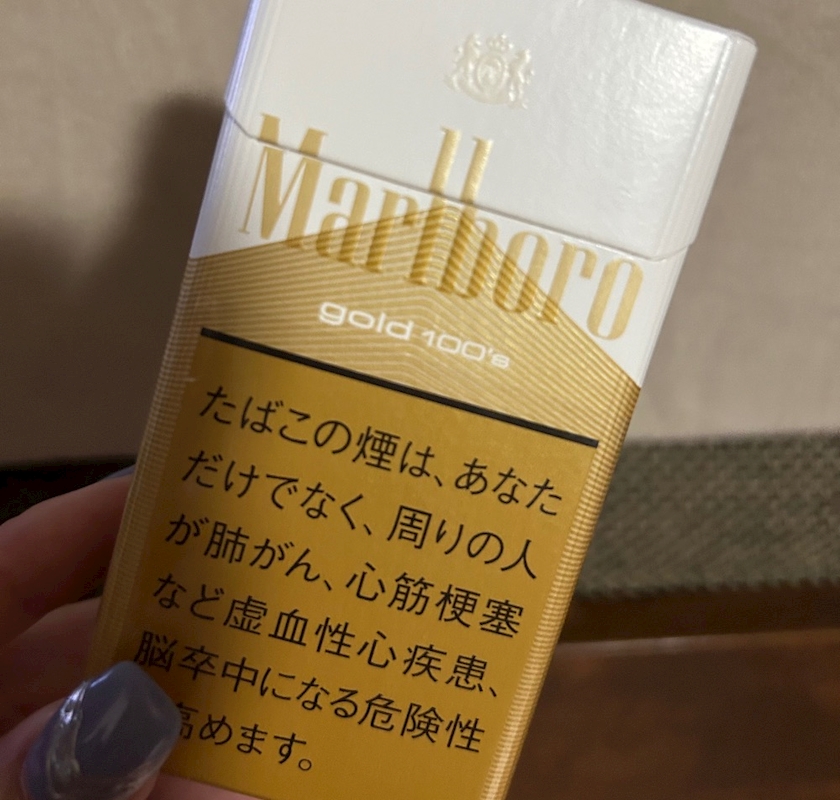 Marlboro
gold 100's
たばこの煙は、あなた
だけでなく、周りの人
が肺がん、心筋梗塞
など虚血性心疾患、
脳卒中になる危険性
高めます。